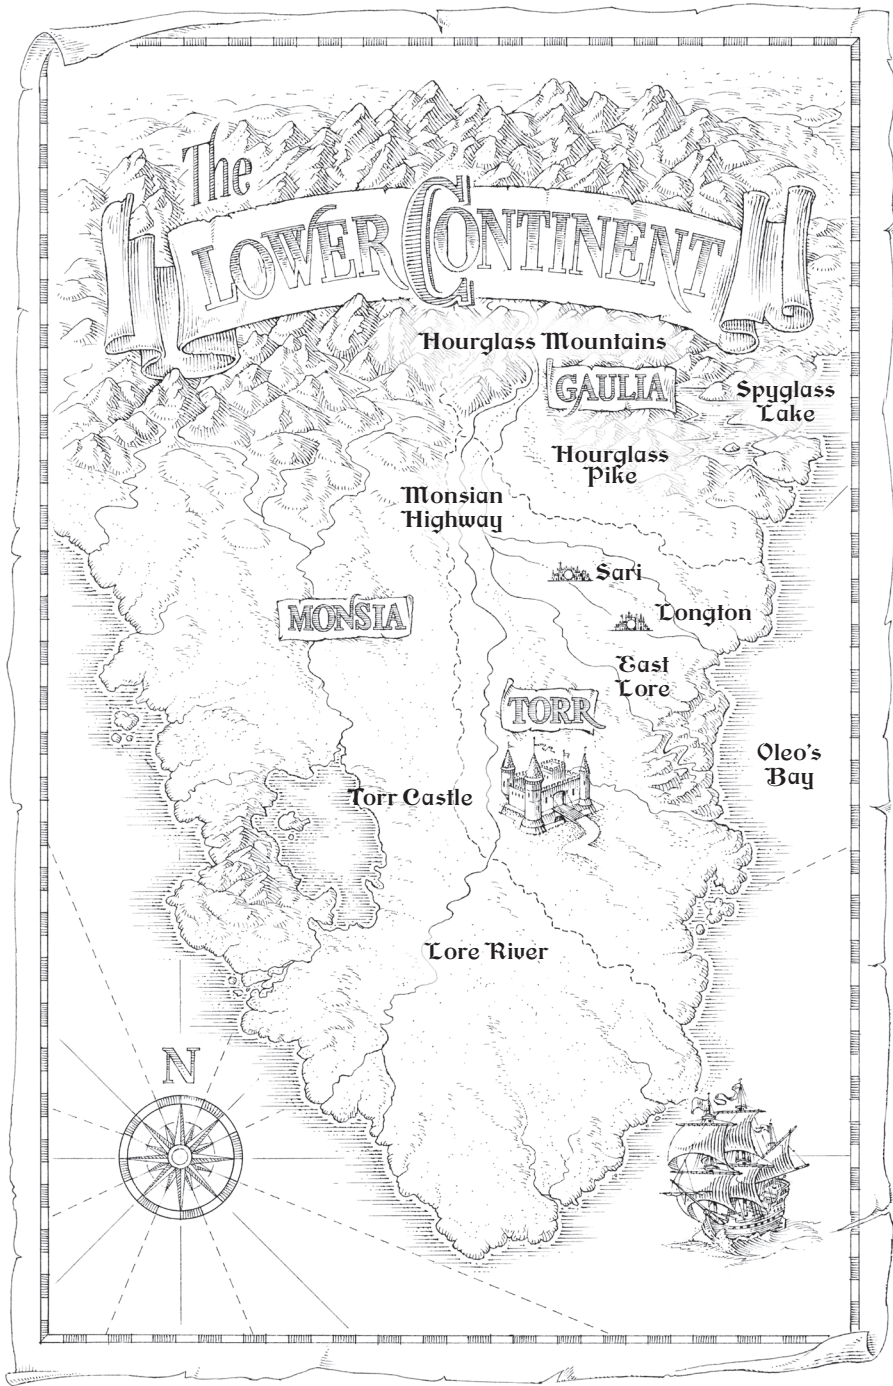 The
LOWER CONTINENT
Hourglass Mountains
GAULIA
Spyglass
Lake
Hourglass
Pike
Monsian
Highway
Sari
Longton
MONSIA
East
Lore
TORR
Oleo's
Bay
Torr Castle
Lore River
N
S